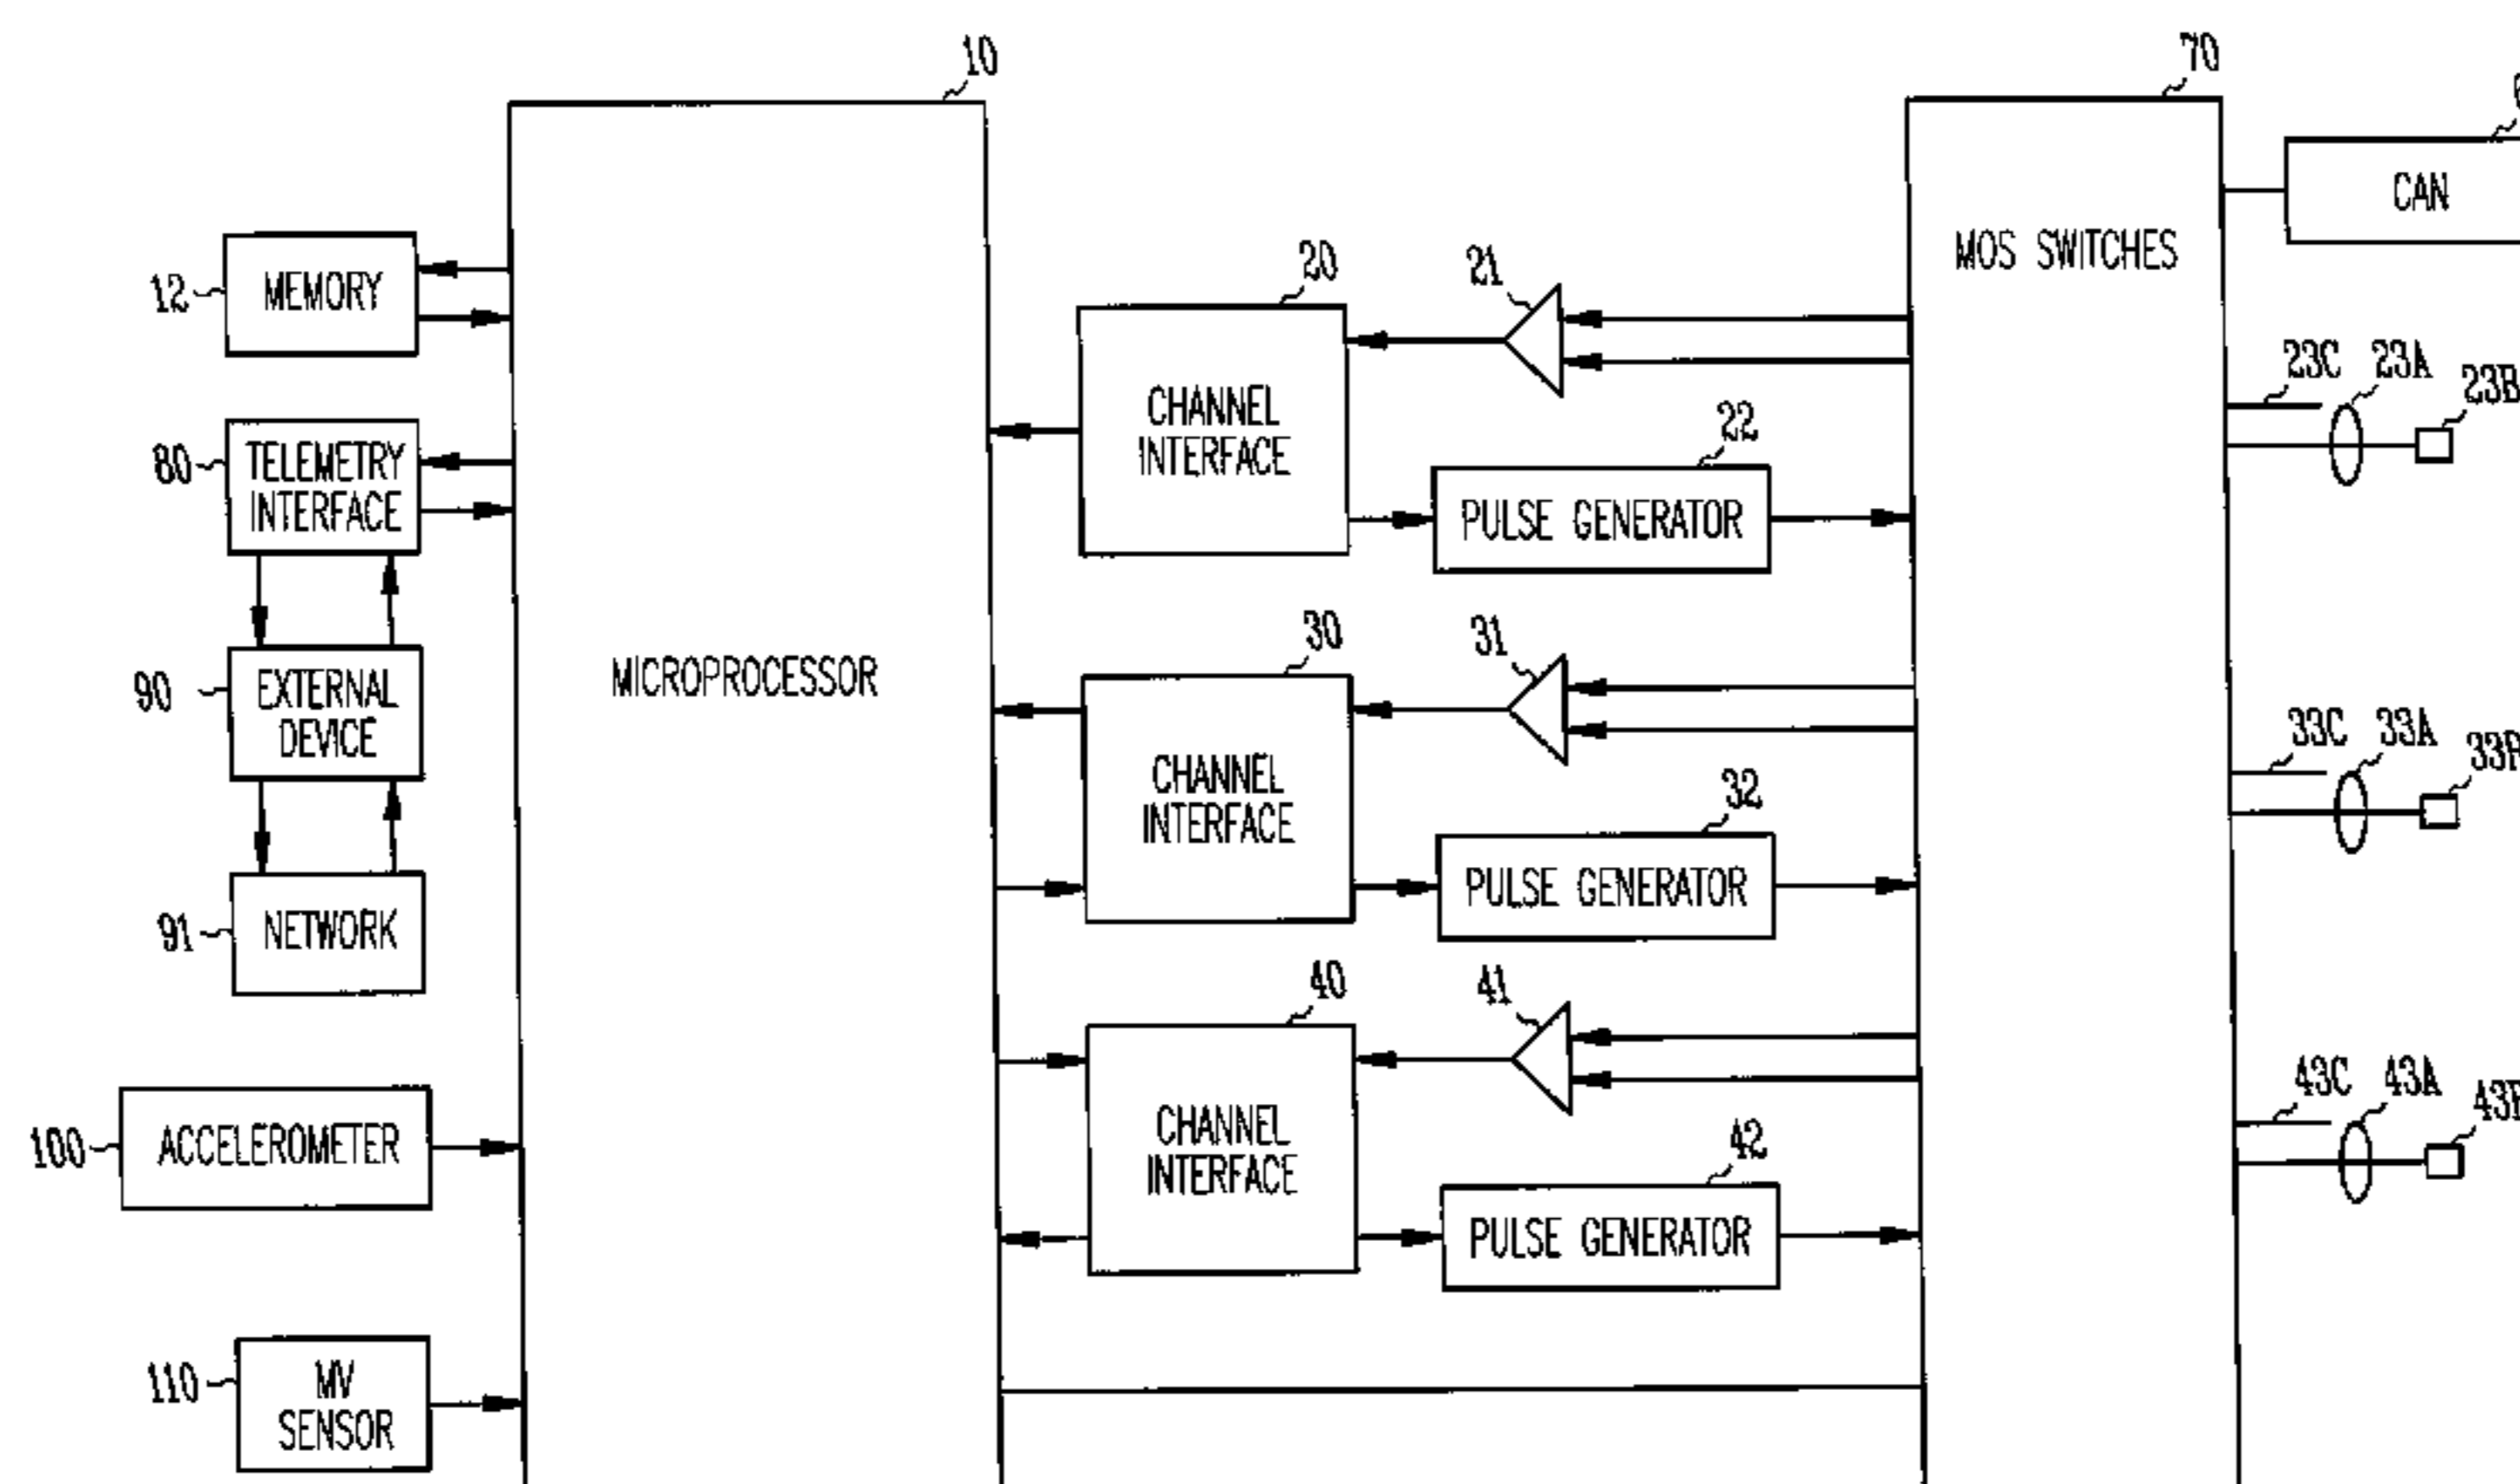 10
70
CAN
MOS SWITCHES
12
MEMORY
20
21
23C
23A
23B
CHANNEL
INTERFACE
22
PULSE GENERATOR
80
TELEMETRY
INTERFACE
30
31
90
EXTERNAL
DEVICE
MICROPROCESSOR
33C
33A
CHANNEL
INTERFACE
32
PULSE GENERATOR
91
NETWORK
40
41
43C
43A
100
ACCELEROMETER
CHANNEL
INTERFACE
42
PULSE GENERATOR
110
MV
SENSOR